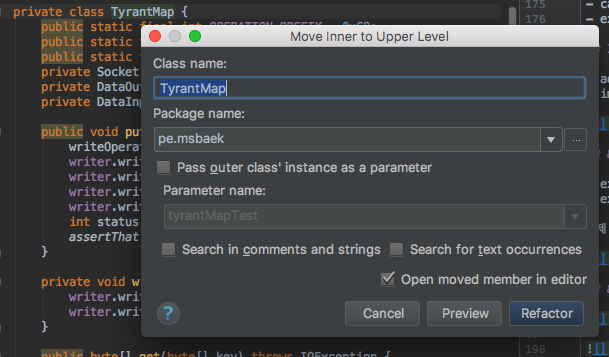 private class TyrantMap {
public static final int OPERATION_PREFIX
public static
public static
private Socket
private DataOu
private DataInp
public void pu
writeOpera
writer.wri
writer.wri
writer.wri
writer.wri
int status
assertThat
}
private void w
writer.wri
writer.wri
}
public byte[] get(byte[] key) throws IOException {
Move Inner to Upper Level
Class name:
TyrantMap
Package name:
pe.msbaek
...
Pass outer class' instance as a parameter
Parameter name:
tyrantMapTest
Search in comments and strings
Search for text occurrences
Open moved member in editor
?
Cancel
Preview
Refactor
175
176
198
- ca
- ex
![]